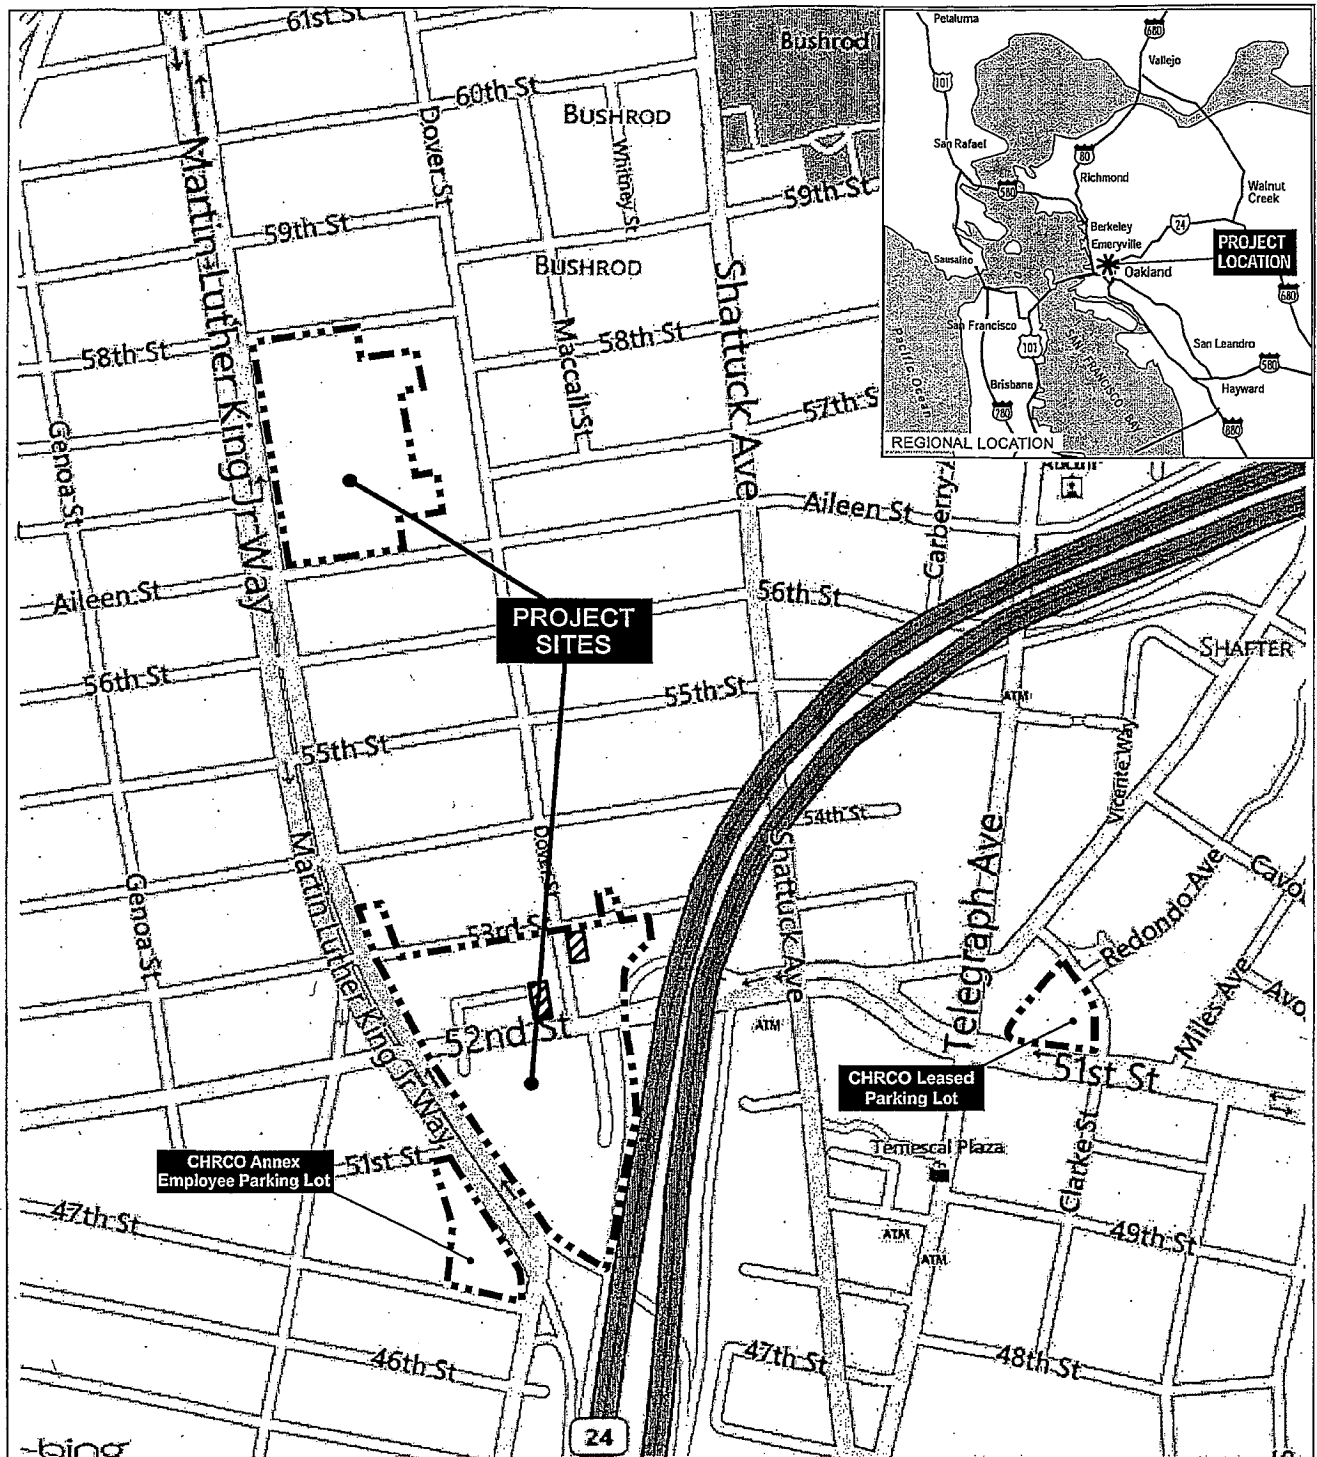 61st St
Bushrod
60th St
BUSHROD
Dover St
Whitney St
Martin Luther King Jr Way
59th St
59th St
BUSHROD
Shattuck Ave
Maccall St
58th St
58th St
57th S
Genoa St
Aileen St
Carberry
Aileen St
56th St
PROJECT
SITES
SHAFTER
56th St
55th St
ATM
55th St
Vicente Way
54th St
Dover St
Martin Luther King Jr Way
Shattuck Ave
Telegraph Ave
Cavo
Redondo Ave
Genoa St
53rd St
Miles Ave
Avo
52nd St
ATM
CHRCO Leased
Parking Lot
51st St
Clarke St
Temescal Plaza
CHRCO Annex
Employee Parking Lot
51st St
47th St
49th St
ATM
ATM
46th St
47th St
48th St
24
bing
Petaluma
680
Vallejo
101
San Rafael
80
Richmond
580
Walnut
Creek
24
Berkeley
Emeryville
PROJECT
LOCATION
Sausalito
Oakland
680
San Francisco
101
Pacific Ocean
SAN FRANCISCO BAY
San Leandro
580
Brisbane
Hayward
280
880
REGIONAL LOCATION